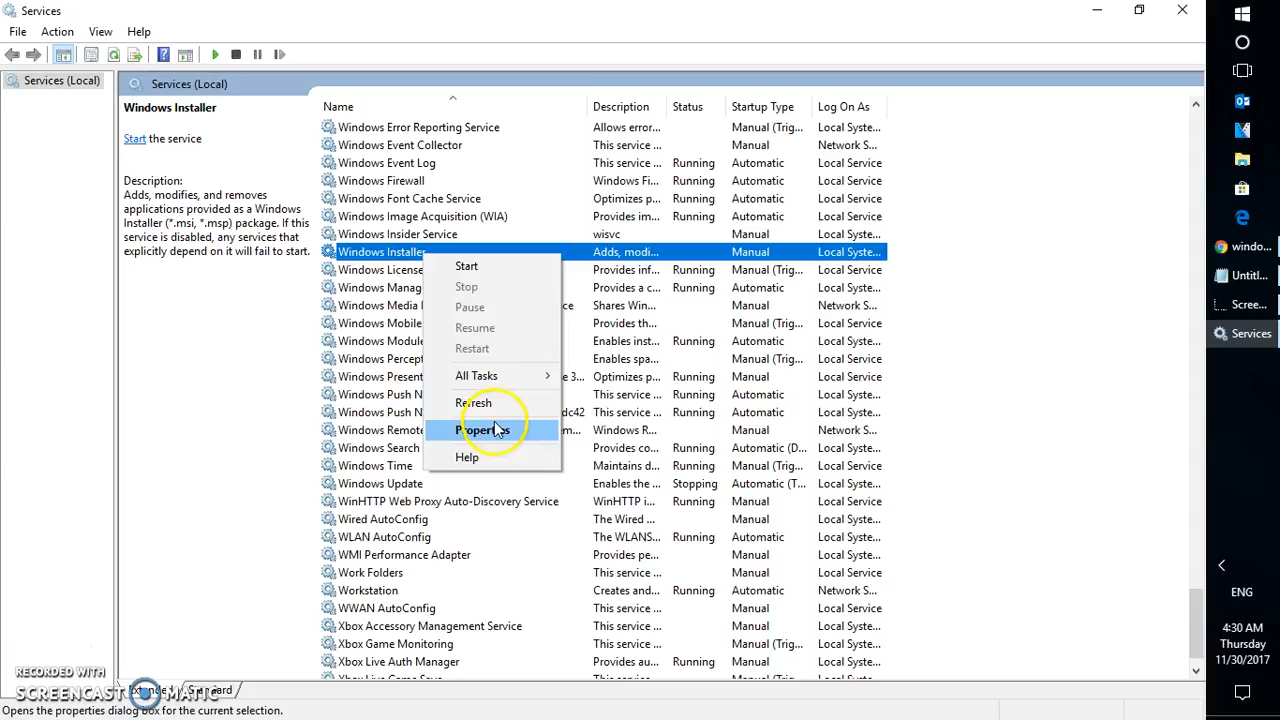 Services
File Action View Help
Services (Local)
Services (Local)
Windows Installer
Start the service
Description:
Adds, modifies, and removes
applications provided as a Windows
Installer (*.msi, *.msp) package. If this
service is disabled, any services that
explicitly depend on it will fail to start.
Name Description Status Startup Type Log On As
Windows Error Reporting Service Allows error... Manual (Trig... Local Syste...
Windows Event Collector This service ... Manual Network S...
Windows Event Log This service ... Running Automatic Local Service
Windows Firewall Windows Fi... Running Automatic Local Service
Windows Font Cache Service Optimizes p... Running Automatic Local Service
Windows Image Acquisition (WIA) Provides im... Running Automatic Local Service
Windows Insider Service wisvc Manual Local Syste...
Windows Installer Adds, modi... Manual Local Syste...
Windows License Provides inf... Manual (Trig... Local Syste...
Windows Manag Provides a c... Running Automatic Local Syste...
Windows Media Shares Win... Manual Network S...
Windows Mobile Provides th... Manual (Trig... Local Syste...
Windows Module Enables inst... Running Manual Local Syste...
Windows Percept Enables spa... Manual (Trig... Local Syste...
Windows Present 3... Optimizes p... Running Manual Local Service
Windows Push N This service ... Running Automatic Local Syste...
Windows Push N dc42 This service ... Running Automatic Local Syste...
Windows Remote em... Windows R... Manual Network S...
Windows Search Provides co... Running Automatic (D... Local Syste...
Windows Time Maintains d... Running Manual (Trig... Local Service
Windows Update Enables the ... Stopping Automatic (T... Local Syste...
WinHTTP Web Proxy Auto-Discovery Service WinHTTP i... Running Manual Local Service
Wired AutoConfig The Wired ... Manual Local Syste...
WLAN AutoConfig The WLANS... Running Automatic Local Syste...
WMI Performance Adapter Provides pe... Manual Local Syste...
Work Folders This service ... Manual Local Service
Workstation Creates and... Running Automatic Network S...
WWAN AutoConfig This service ... Manual Local Syste...
Xbox Accessory Management Service This service ... Manual (Trig... Local Syste...
Xbox Game Monitoring This service ... Manual (Trig... Local Syste...
Xbox Live Auth Manager Provides au... Running Manual Local Syste...
Xbox Live Game Save
Start
Stop
Pause
Resume
Restart
All Tasks
Refresh
Properties
Help
Extended Standard
Opens the properties dialog box for the current selection.
RECORDED WITH
SCREENCAST MATIC
windo...
Untitl...
Scree...
Services
ENG
4:30 AM
Thursday
11/30/2017